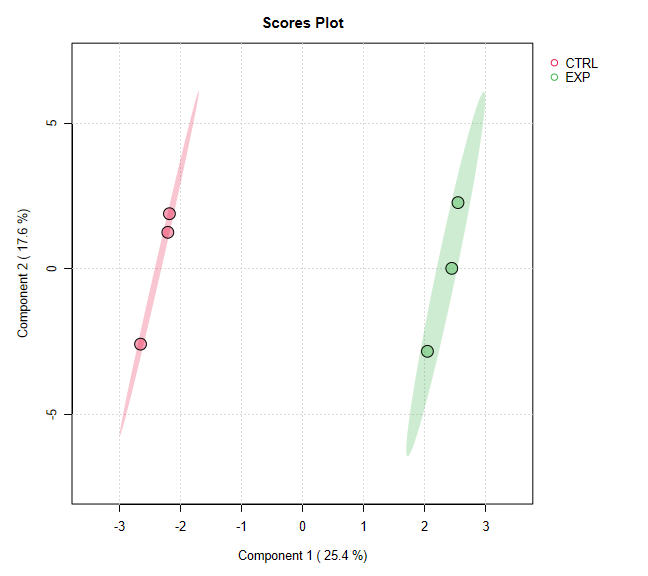 Scores Plot
CTRL
EXP
5
0
-5
Component 2 ( 17.6 %)
-3 -2 -1 0 1 2 3
Component 1 ( 25.4 %)